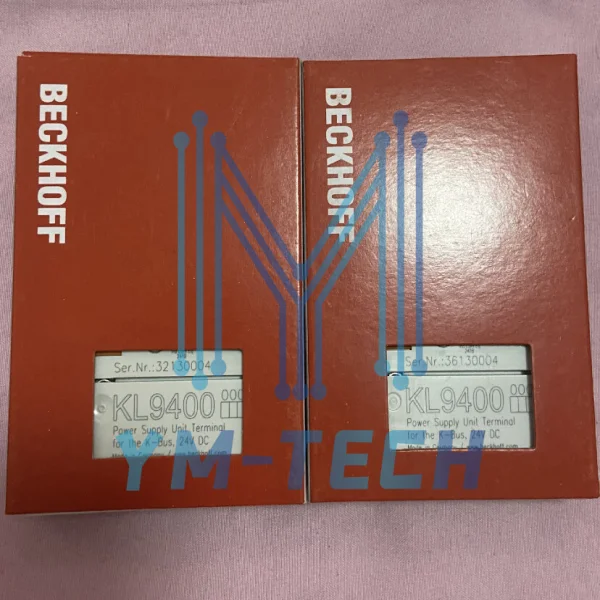 BECKHOFF
Ser.Nr.:32130004
KL9400
Power Supply Unit Terminal
for the K-Bus, 24V DC
BECKHOFF
Ser.Nr.:36130004
KL9400
Power Supply Unit Terminal
for the K-Bus, 24V DC
YM-TECH